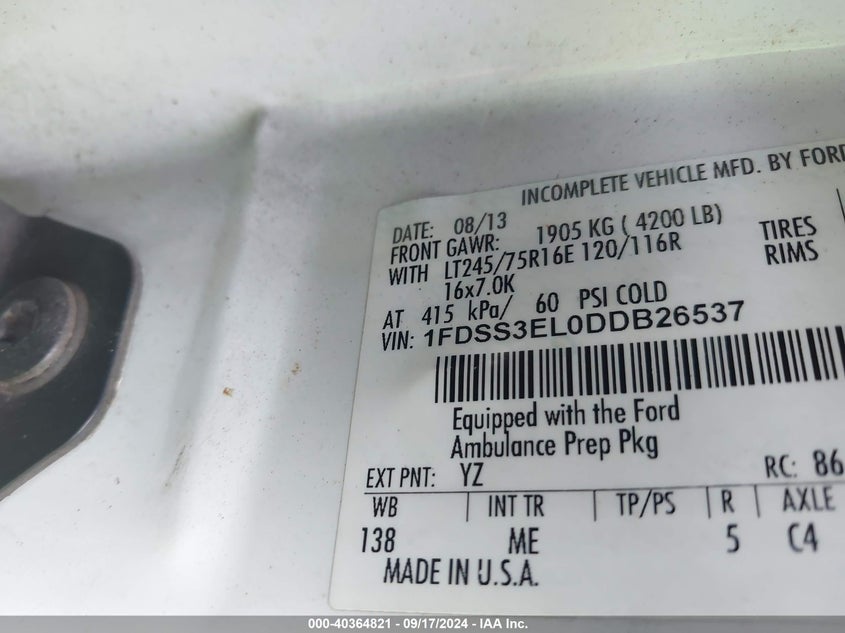 INCOMPLETE VEHICLE MFD. BY FORD
DATE: 08/13
FRONT GAWR: 1905 KG ( 4200 LB)
WITH LT245/75R16E 120/116R TIRES
16x7.0K RIMS
AT 415 kPa/ 60 PSI COLD
VIN: 1FDSS3EL0DDB26537
Equipped with the Ford
Ambulance Prep Pkg
EXT PNT: YZ RC: 86
WB INT TR TP/PS R AXLE
138 ME 5 C4
MADE IN U.S.A.
000-40364821 - 09/17/2024 - IAA Inc.